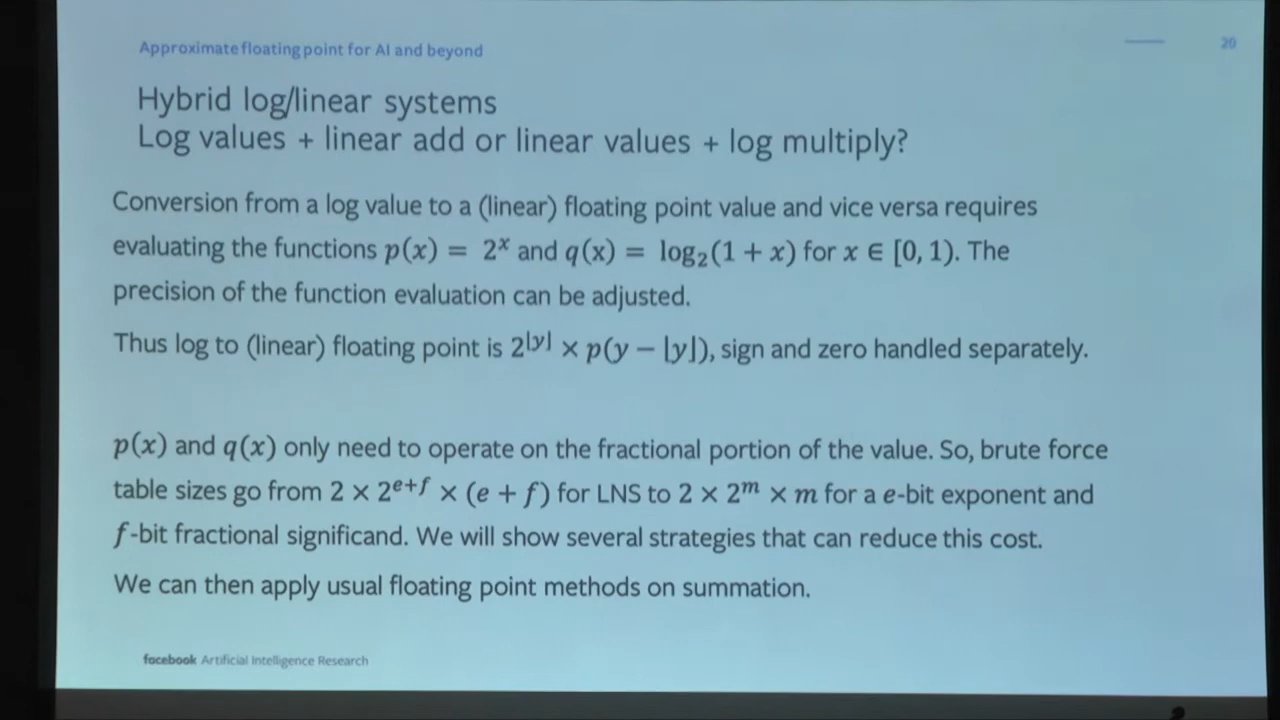 Approximate floating point for AI and beyond
20
Hybrid log/linear systems
Log values + linear add or linear values + log multiply?
Conversion from a log value to a (linear) floating point value and vice versa requires
evaluating the functions p(x) = 2ˣ and q(x) = log₂(1 + x) for x ∈ [0, 1). The
precision of the function evaluation can be adjusted.
Thus log to (linear) floating point is 2^⌊y⌋ × p(y − ⌊y⌋), sign and zero handled separately.
p(x) and q(x) only need to operate on the fractional portion of the value. So, brute force
table sizes go from 2 × 2^(e+f) × (e + f) for LNS to 2 × 2^m × m for a e-bit exponent and
f-bit fractional significand. We will show several strategies that can reduce this cost.
We can then apply usual floating point methods on summation.
facebook Artificial Intelligence Research